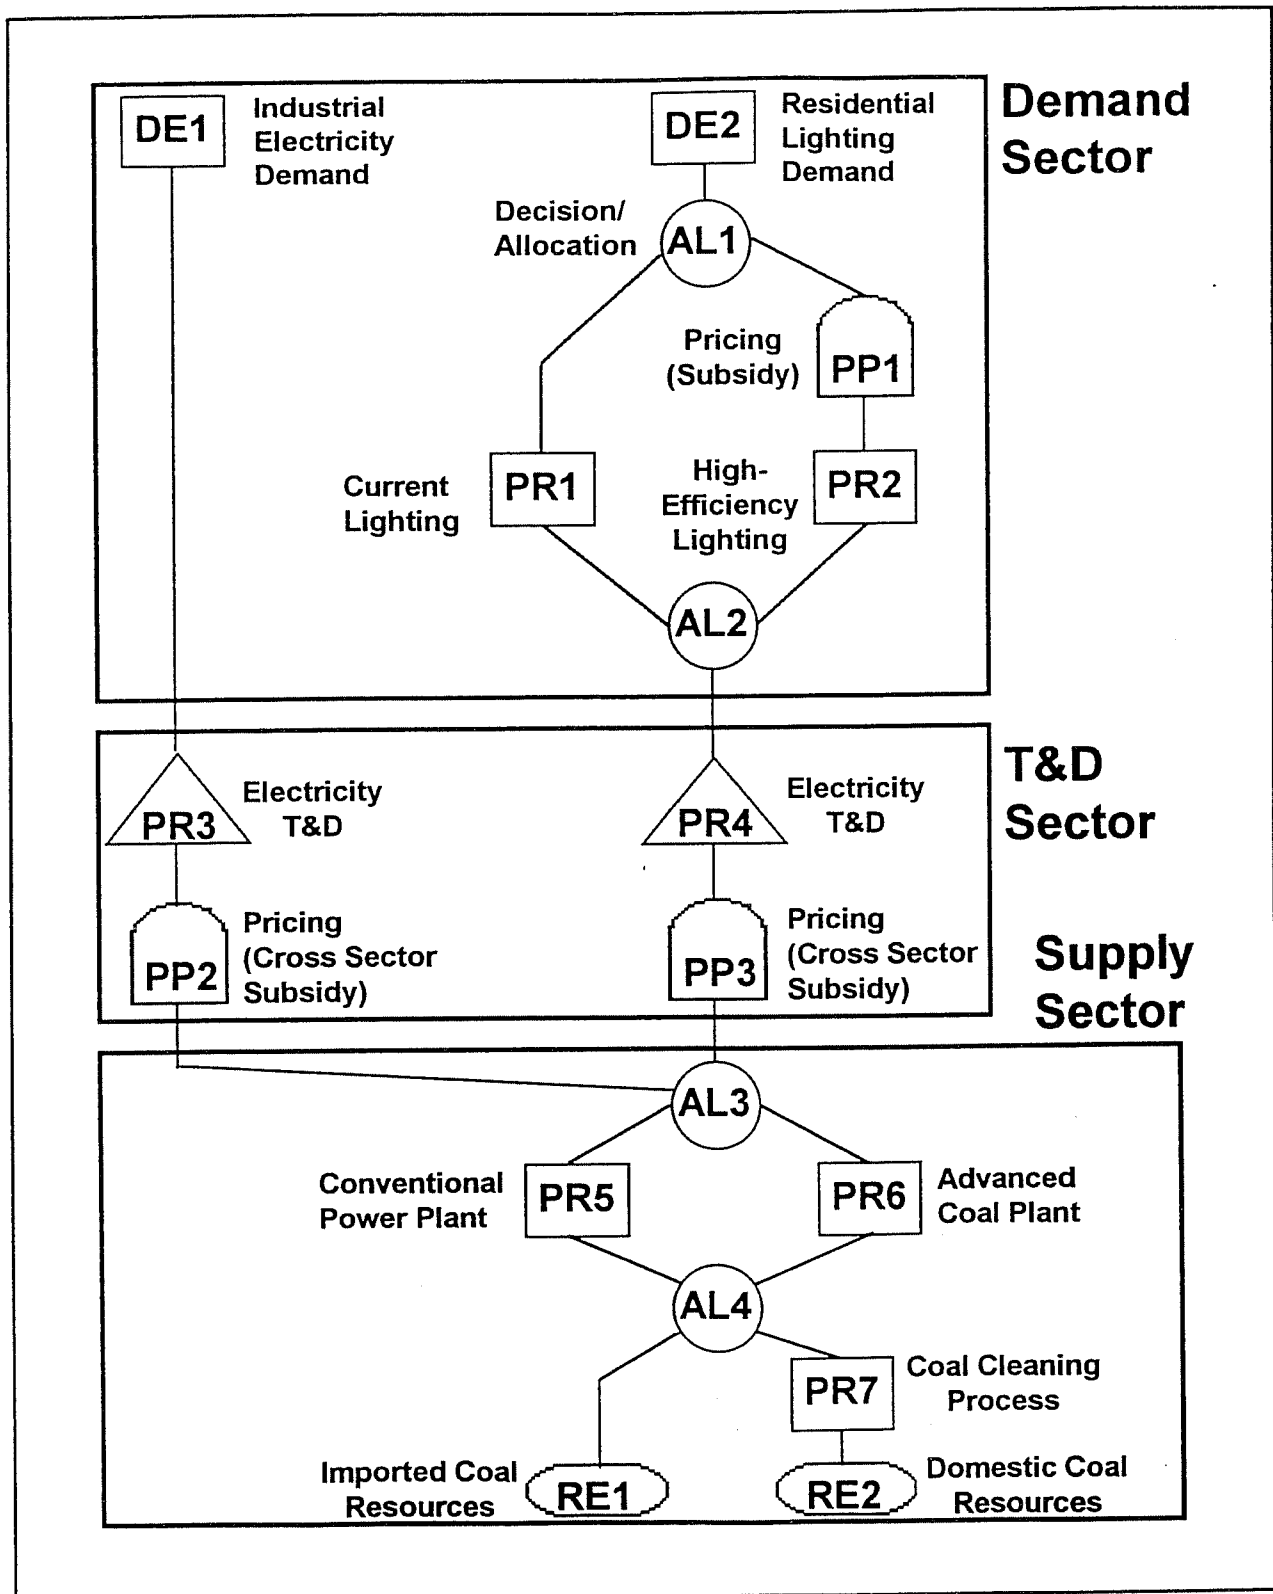 DE1
Industrial
Electricity
Demand
DE2
Residential
Lighting
Demand
Demand
Sector
Decision/
Allocation
AL1
Pricing
(Subsidy)
PP1
Current
Lighting
PR1
High-
Efficiency
Lighting
PR2
AL2
PR3
Electricity
T&D
PR4
Electricity
T&D
T&D
Sector
PP2
Pricing
(Cross Sector
Subsidy)
PP3
Pricing
(Cross Sector
Subsidy)
Supply
Sector
AL3
Conventional
Power Plant
PR5
PR6
Advanced
Coal Plant
AL4
PR7
Coal Cleaning
Process
Imported Coal
Resources
RE1
RE2
Domestic Coal
Resources